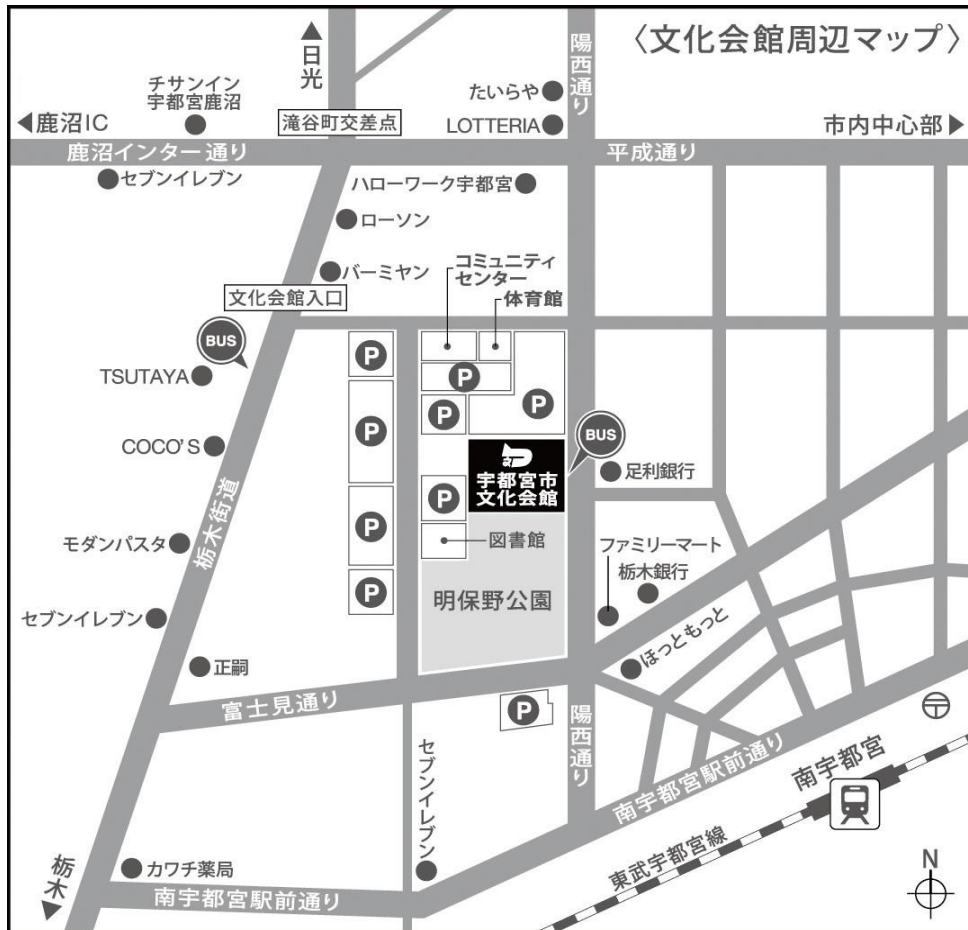 〈文化会館周辺マップ〉
▲日光
陽西通り
チサンイン
宇都宮鹿沼
たいらや
◀鹿沼IC
滝谷町交差点
LOTTERIA
市内中心部▶
鹿沼インター通り
平成通り
セブンイレブン
ハローワーク宇都宮
ローソン
バーミヤン
コミュニティ
センター
体育館
文化会館入口
BUS
P
P
TSUTAYA
P
P
P
BUS
COCO'S
宇都宮市
文化会館
足利銀行
P
P
栃木街道
モダンパスタ
図書館
ファミリーマート
栃木銀行
P
明保野公園
セブンイレブン
ほっともっと
正嗣
富士見通り
P
陽西通り
〒
セブンイレブン
南宇都宮駅前通り
南宇都宮
東武宇都宮線
カワチ薬局
栃木▼
南宇都宮駅前通り
N